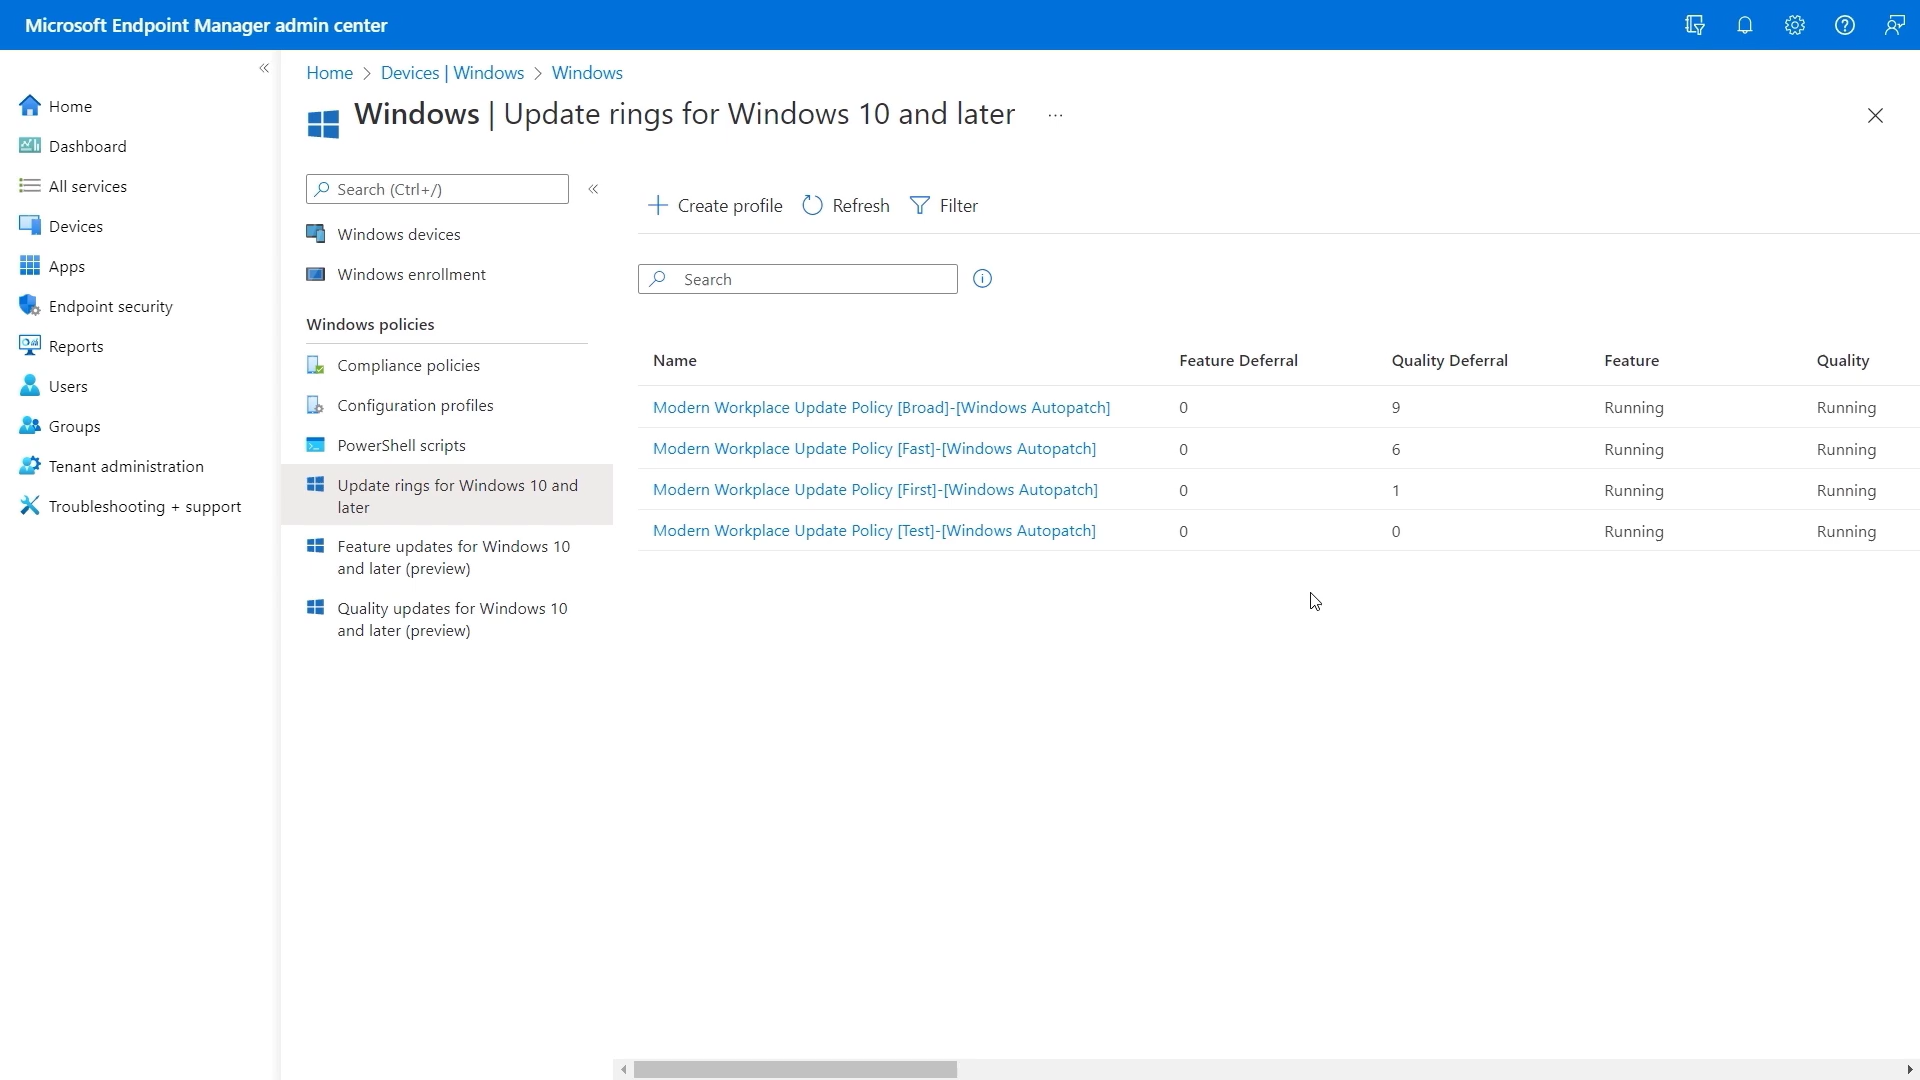 Microsoft Endpoint Manager admin center
Home
Dashboard
All services
Devices
Apps
Endpoint security
Reports
Users
Groups
Tenant administration
Troubleshooting + support
Home > Devices | Windows > Windows
Windows | Update rings for Windows 10 and later ...
Search (Ctrl+/)
Windows devices
Windows enrollment
Windows policies
Compliance policies
Configuration profiles
PowerShell scripts
Update rings for Windows 10 and
later
Feature updates for Windows 10
and later (preview)
Quality updates for Windows 10
and later (preview)
Create profile Refresh Filter
Search
Name Feature Deferral Quality Deferral Feature Quality
Modern Workplace Update Policy [Broad]-[Windows Autopatch] 0 9 Running Running
Modern Workplace Update Policy [Fast]-[Windows Autopatch] 0 6 Running Running
Modern Workplace Update Policy [First]-[Windows Autopatch] 0 1 Running Running
Modern Workplace Update Policy [Test]-[Windows Autopatch] 0 0 Running Running